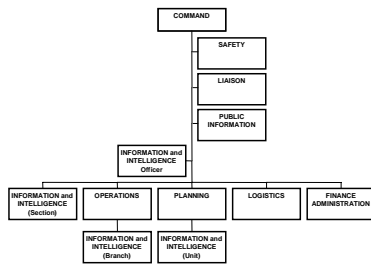 COMMAND
SAFETY
LIAISON
PUBLIC
INFORMATION
INFORMATION and
INTELLIGENCE
Officer
INFORMATION and
INTELLIGENCE
(Section)
OPERATIONS
PLANNING
LOGISTICS
FINANCE
ADMINISTRATION
INFORMATION and
INTELLIGENCE
(Branch)
INFORMATION and
INTELLIGENCE
(Unit)